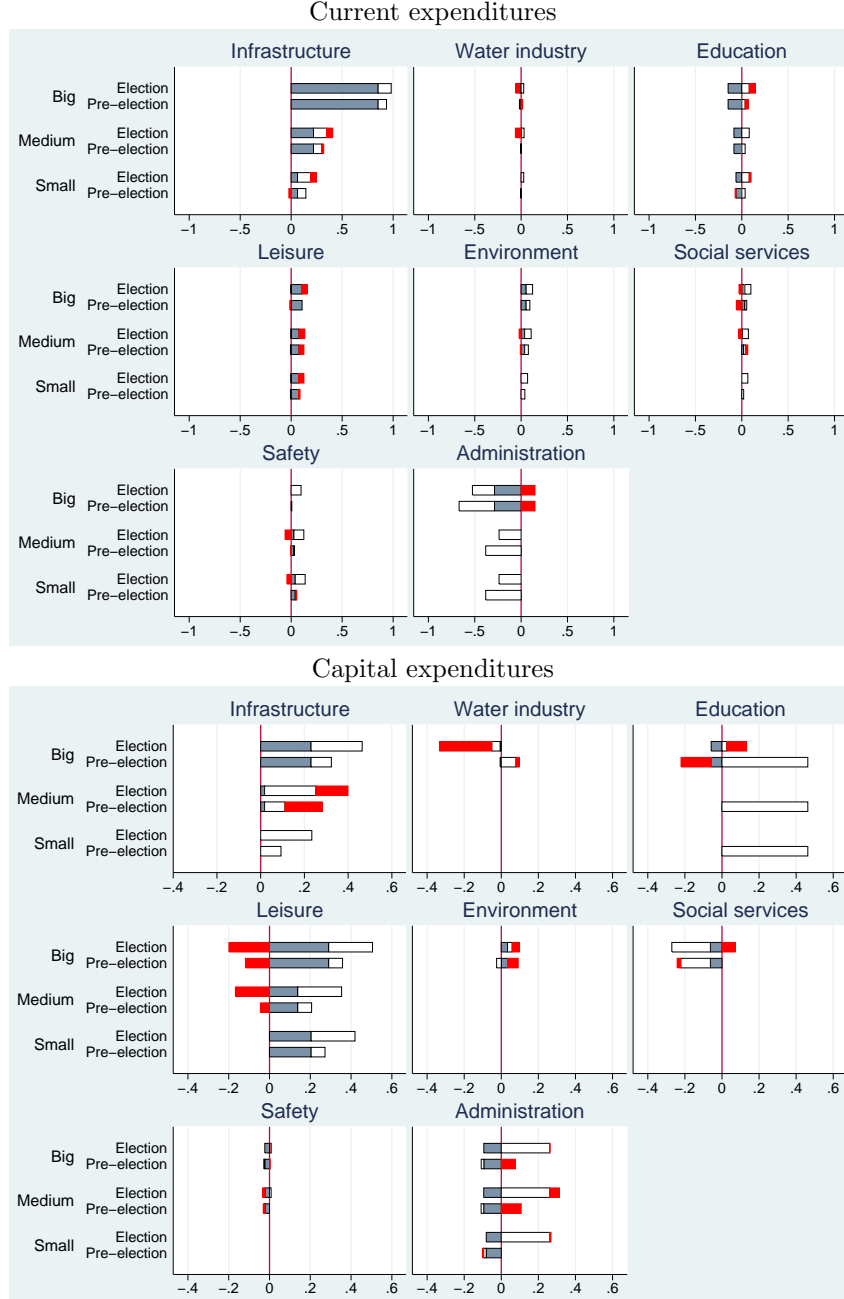 Current expenditures
Infrastructure Water industry Education
Big Election
Pre−election
Medium Election
Pre−election
Small Election
Pre−election
−1 −.5 0 .5 1 −1 −.5 0 .5 1 −1 −.5 0 .5 1
Leisure Environment Social services
Big Election
Pre−election
Medium Election
Pre−election
Small Election
Pre−election
−1 −.5 0 .5 1 −1 −.5 0 .5 1 −1 −.5 0 .5 1
Safety Administration
Big Election
Pre−election
Medium Election
Pre−election
Small Election
Pre−election
−1 −.5 0 .5 1 −1 −.5 0 .5 1
Capital expenditures
Infrastructure Water industry Education
Big Election
Pre−election
Medium Election
Pre−election
Small Election
Pre−election
−.4 −.2 0 .2 .4 .6 −.4 −.2 0 .2 .4 .6 −.4 −.2 0 .2 .4 .6
Leisure Environment Social services
Big Election
Pre−election
Medium Election
Pre−election
Small Election
Pre−election
−.4 −.2 0 .2 .4 .6 −.4 −.2 0 .2 .4 .6 −.4 −.2 0 .2 .4 .6
Safety Administration
Big Election
Pre−election
Medium Election
Pre−election
Small Election
Pre−election
−.4 −.2 0 .2 .4 .6 −.4 −.2 0 .2 .4 .6